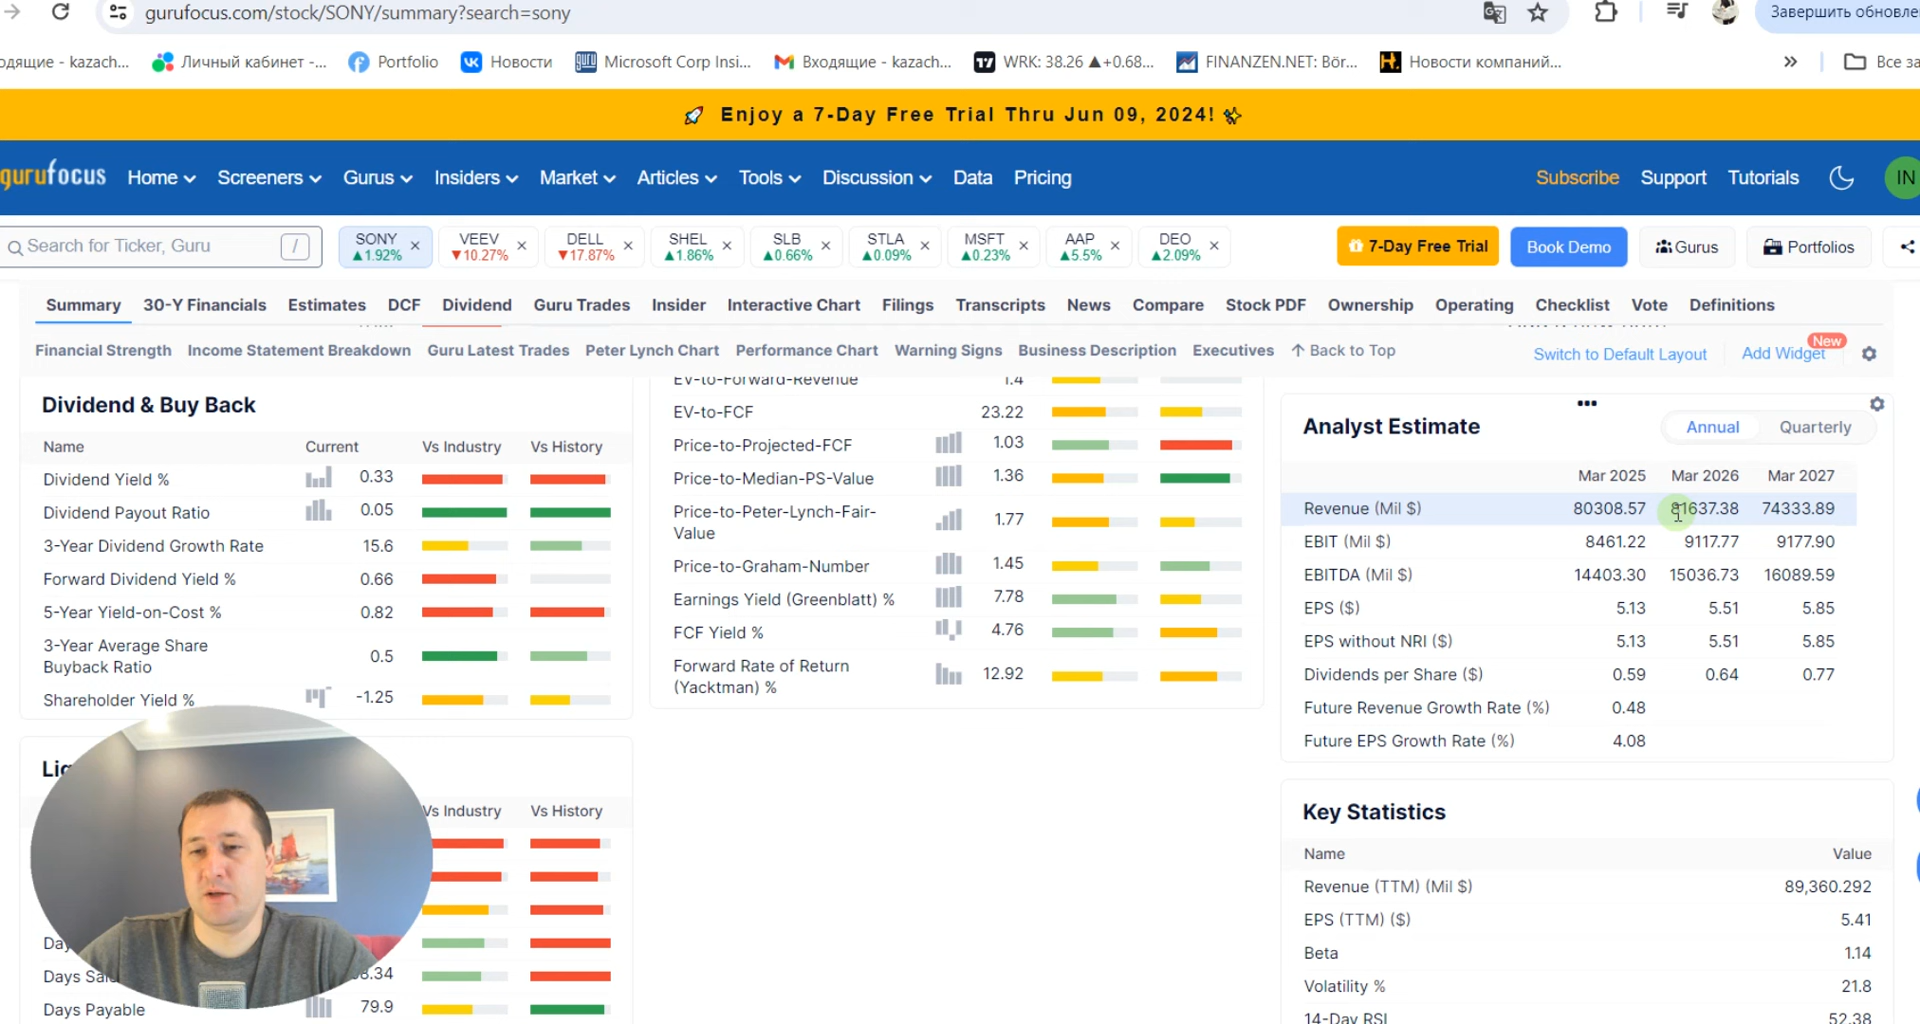 gurufocus.com/stock/SONY/summary?search=sony
Завершить обновле
одящие - kazach...
Личный кабинет -...
Portfolio
Новости
Microsoft Corp Insi...
Входящие - kazach...
WRK: 38.26 ▲+0.68...
FINANZEN.NET: Bör...
Новости компаний...
»
Все за
🚀 Enjoy a 7-Day Free Trial Thru Jun 09, 2024! ✨
gurufocus
Home
Screeners
Gurus
Insiders
Market
Articles
Tools
Discussion
Data
Pricing
Subscribe
Support
Tutorials
IN
Search for Ticker, Guru /
SONY ×
▲1.92%
VEEV ×
▼10.27%
DELL ×
▼17.87%
SHEL ×
▲1.86%
SLB ×
▲0.66%
STLA ×
▲0.09%
MSFT ×
▲0.23%
AAP ×
▲5.5%
DEO ×
▲2.09%
7-Day Free Trial
Book Demo
Gurus
Portfolios
Summary
30-Y Financials
Estimates
DCF
Dividend
Guru Trades
Insider
Interactive Chart
Filings
Transcripts
News
Compare
Stock PDF
Ownership
Operating
Checklist
Vote
Definitions
Financial Strength
Income Statement Breakdown
Guru Latest Trades
Peter Lynch Chart
Performance Chart
Warning Signs
Business Description
Executives
↑ Back to Top
Switch to Default Layout
Add Widget
New
Dividend & Buy Back
Name Current Vs Industry Vs History
Dividend Yield % 0.33
Dividend Payout Ratio 0.05
3-Year Dividend Growth Rate 15.6
Forward Dividend Yield % 0.66
5-Year Yield-on-Cost % 0.82
3-Year Average Share
Buyback Ratio 0.5
Shareholder Yield % -1.25
Vs Industry Vs History
Days Payable 79.9
EV-to-Forward-Revenue 1.4
EV-to-FCF 23.22
Price-to-Projected-FCF 1.03
Price-to-Median-PS-Value 1.36
Price-to-Peter-Lynch-Fair-
Value 1.77
Price-to-Graham-Number 1.45
Earnings Yield (Greenblatt) % 7.78
FCF Yield % 4.76
Forward Rate of Return
(Yacktman) % 12.92
Analyst Estimate
Annual Quarterly
Mar 2025 Mar 2026 Mar 2027
Revenue (Mil $) 80308.57 81637.38 74333.89
EBIT (Mil $) 8461.22 9117.77 9177.90
EBITDA (Mil $) 14403.30 15036.73 16089.59
EPS ($) 5.13 5.51 5.85
EPS without NRI ($) 5.13 5.51 5.85
Dividends per Share ($) 0.59 0.64 0.77
Future Revenue Growth Rate (%) 0.48
Future EPS Growth Rate (%) 4.08
Key Statistics
Name Value
Revenue (TTM) (Mil $) 89,360.292
EPS (TTM) ($) 5.41
Beta 1.14
Volatility % 21.8
14-Day RSI 52.38